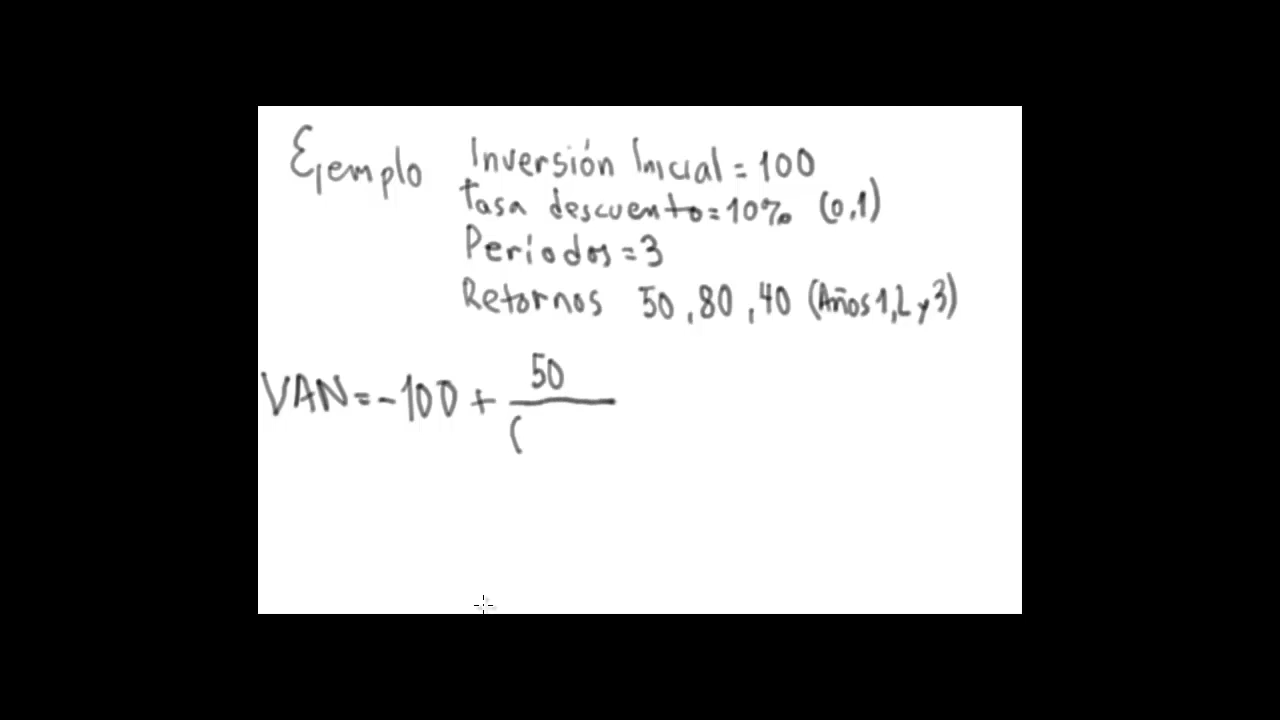 Ejemplo Inversión Inicial = 100
tasa descuento = 10% (0,1)
Periodos = 3
Retornos 50, 80, 40 (Años 1, 2 y 3)
VAN = -100 + 50
(